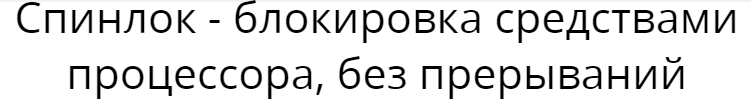 Спинлок - блокировка средствами
процессора, без прерываний